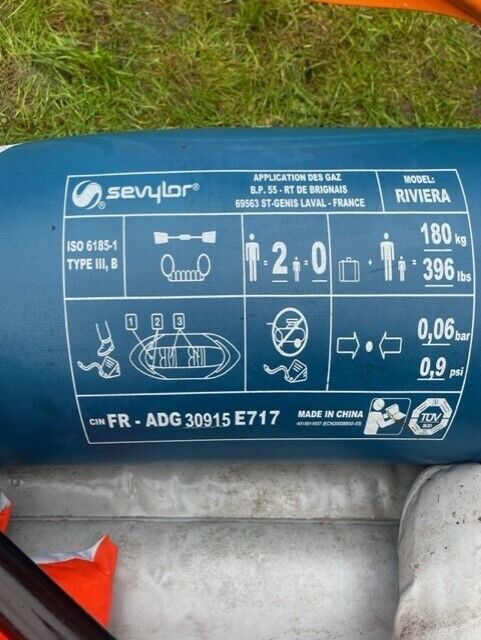 sevylor®
APPLICATION DES GAZ
B.P. 55 - RT DE BRIGNAIS
69563 ST-GENIS LAVAL - FRANCE
MODEL:
RIVIERA
ISO 6185-1
TYPE III, B
= 2 = 0
+
180 kg
396 lbs
1 2 3
0,06 bar
0,9 psi
CIN FR - ADG 30915 E717
MADE IN CHINA
TÜV
SUD